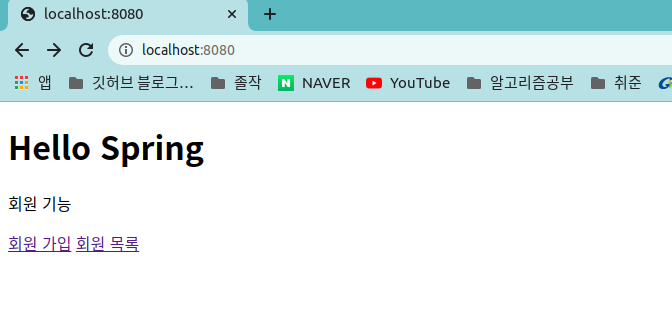 localhost:8080
localhost:8080
앱 깃허브 블로그... 졸작 NAVER YouTube 알고리즘공부 취준
Hello Spring
회원 기능
회원 가입 회원 목록